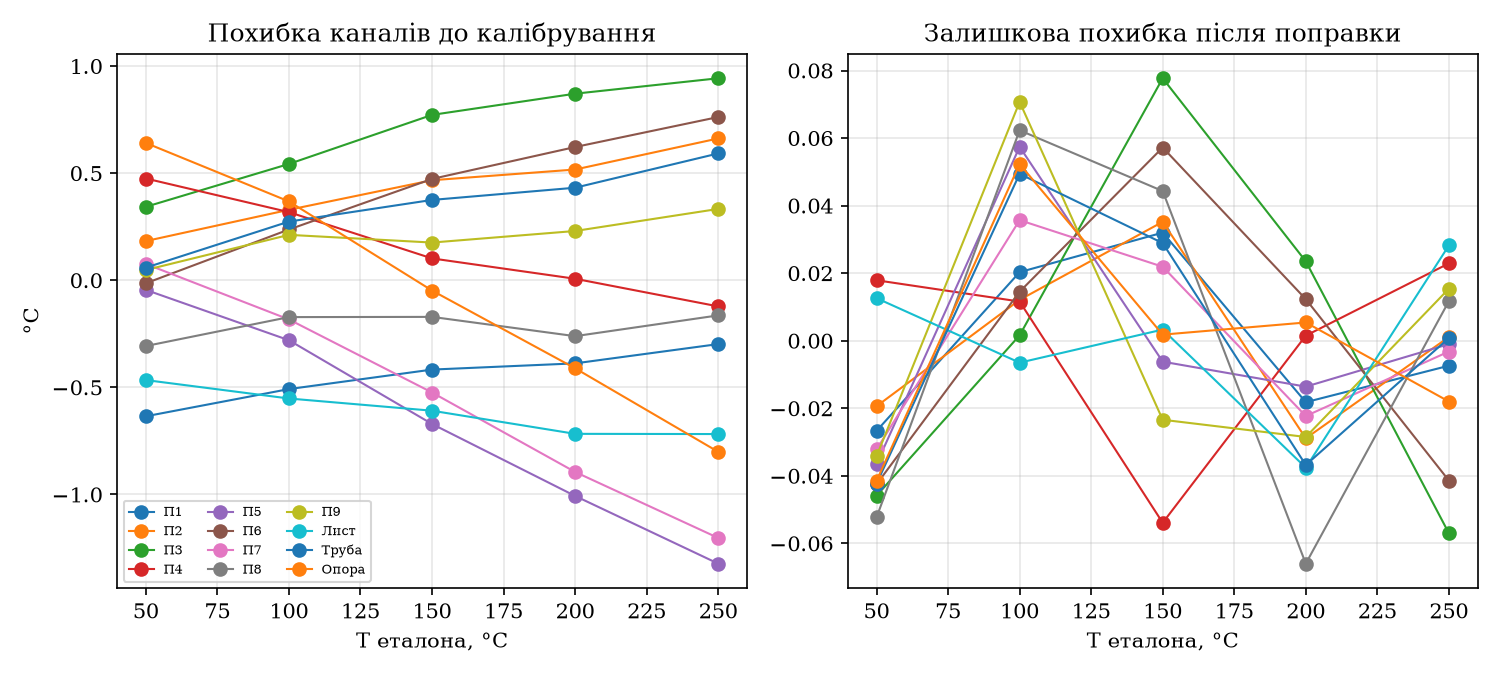 Похибка каналів до калібрування
°C
1.0
0.5
0.0
−0.5
−1.0
П1 П5 П9
П2 П6 Лист
П3 П7 Труба
П4 П8 Опора
50 75 100 125 150 175 200 225 250
T еталона, °C
Залишкова похибка після поправки
0.08
0.06
0.04
0.02
0.00
−0.02
−0.04
−0.06
50 75 100 125 150 175 200 225 250
T еталона, °C